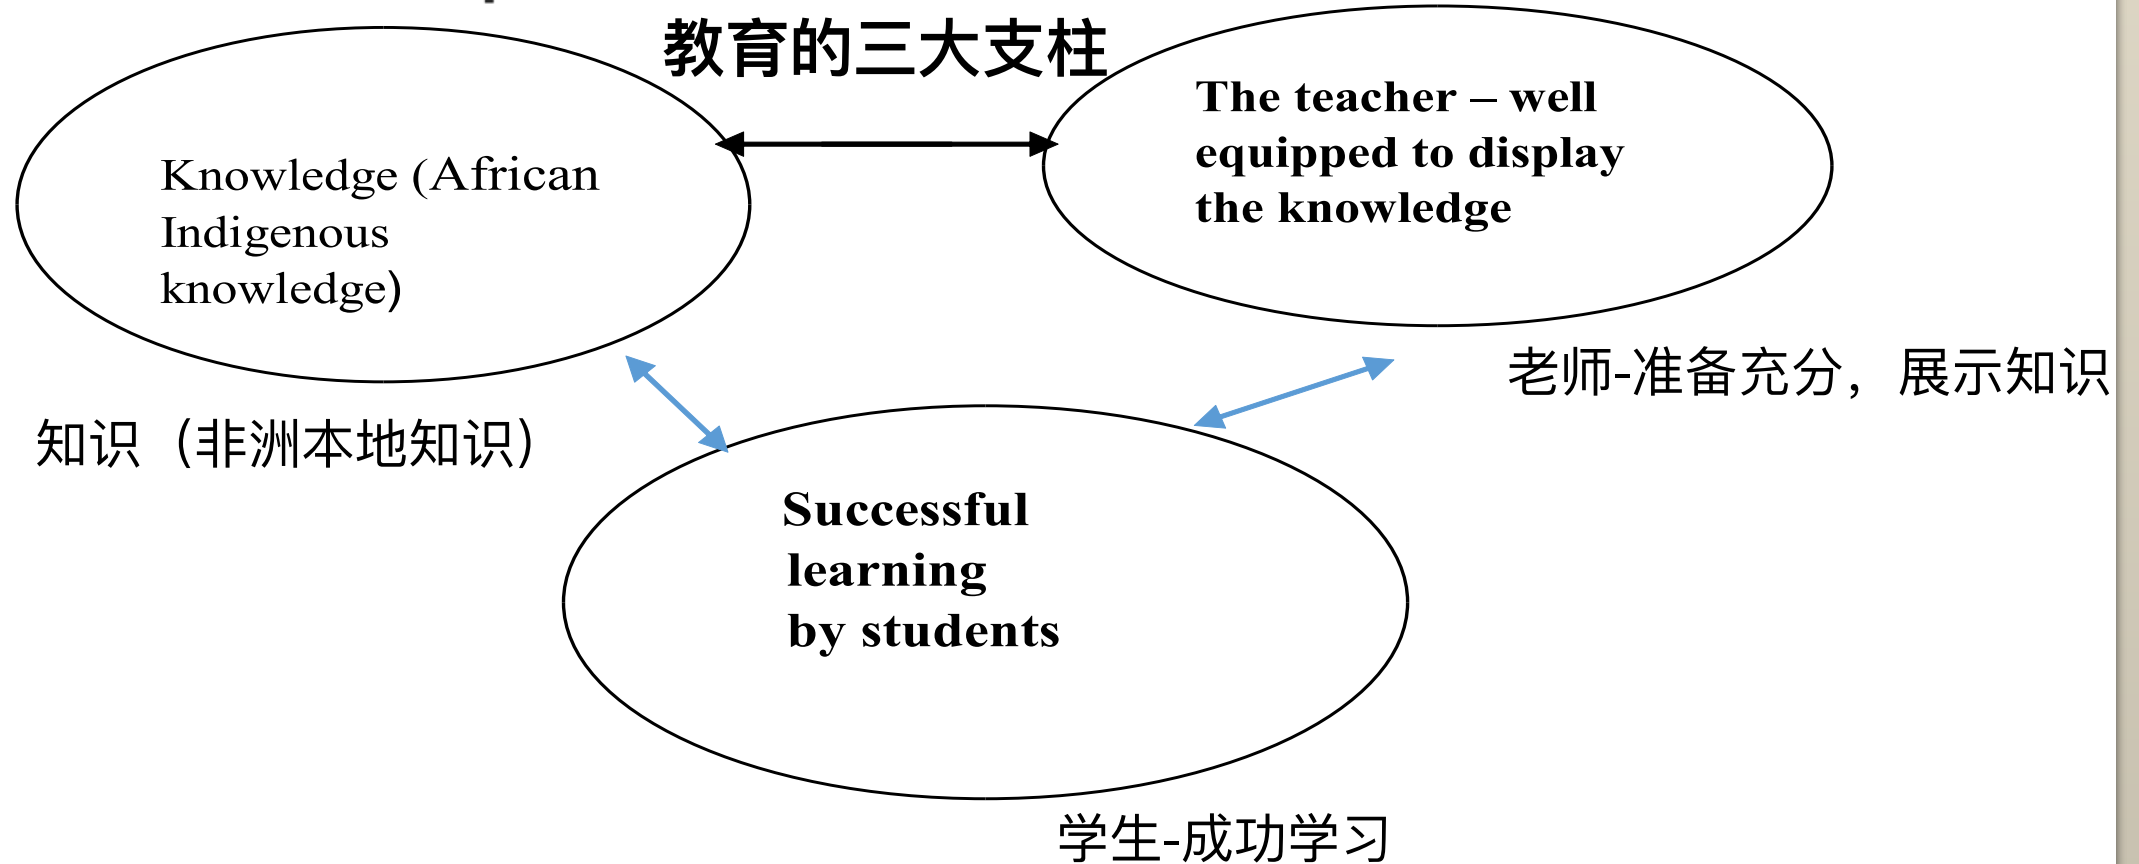 教育的三大支柱
Knowledge (African
Indigenous
knowledge)
The teacher – well
equipped to display
the knowledge
老师-准备充分，展示知识
知识（非洲本地知识）
Successful
learning
by students
学生-成功学习